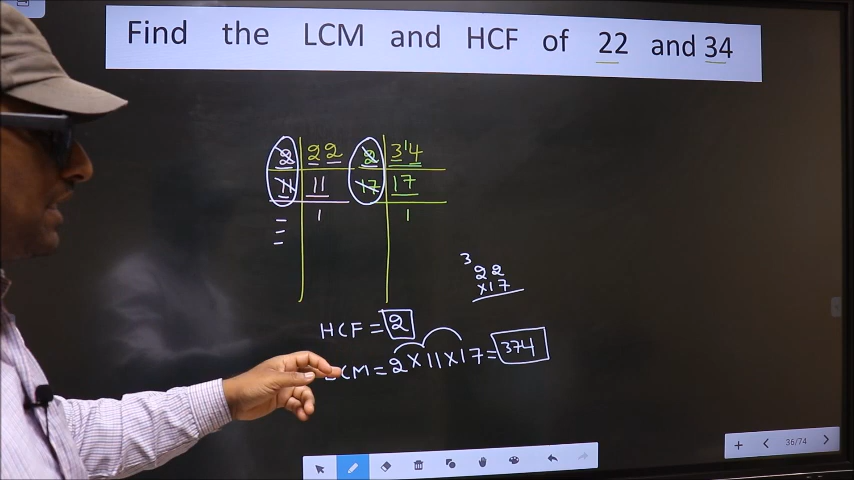 Find the LCM and HCF of 22 and 34
2 22 2 34
11 11 17 17
1 1
3
22
×17
HCF = 2
LCM = 2 × 11 × 17 = 374
36/74